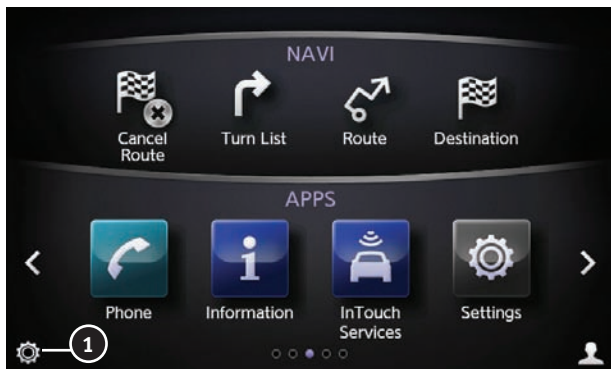 NAVI
Cancel
Route
Turn List
Route
Destination
APPS
Phone
Information
InTouch
Services
Settings
1